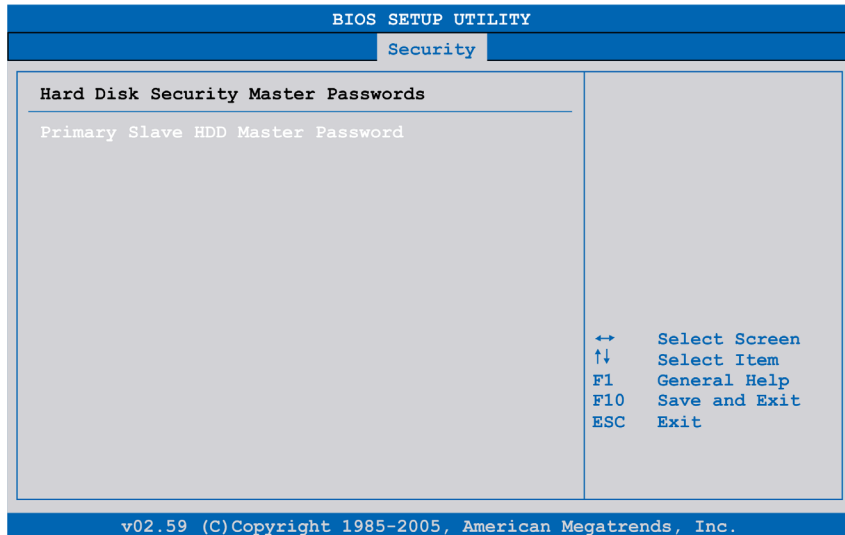 BIOS SETUP UTILITY
Security
Hard Disk Security Master Passwords
Primary Slave HDD Master Password
↔ Select Screen
↑↓ Select Item
F1 General Help
F10 Save and Exit
ESC Exit
v02.59 (C)Copyright 1985-2005, American Megatrends, Inc.